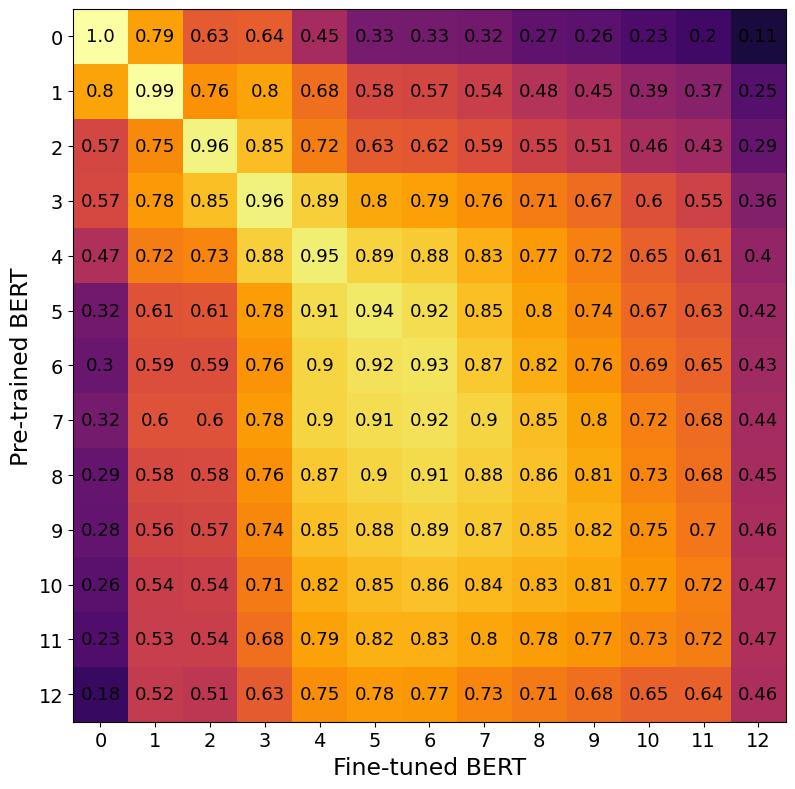 0 1.0 0.79 0.63 0.64 0.45 0.33 0.33 0.32 0.27 0.26 0.23 0.2 0.11
1 0.8 0.99 0.76 0.8 0.68 0.58 0.57 0.54 0.48 0.45 0.39 0.37 0.25
2 0.57 0.75 0.96 0.85 0.72 0.63 0.62 0.59 0.55 0.51 0.46 0.43 0.29
3 0.57 0.78 0.85 0.96 0.89 0.8 0.79 0.76 0.71 0.67 0.6 0.55 0.36
4 0.47 0.72 0.73 0.88 0.95 0.89 0.88 0.83 0.77 0.72 0.65 0.61 0.4
5 0.32 0.61 0.61 0.78 0.91 0.94 0.92 0.85 0.8 0.74 0.67 0.63 0.42
6 0.3 0.59 0.59 0.76 0.9 0.92 0.93 0.87 0.82 0.76 0.69 0.65 0.43
7 0.32 0.6 0.6 0.78 0.9 0.91 0.92 0.9 0.85 0.8 0.72 0.68 0.44
8 0.29 0.58 0.58 0.76 0.87 0.9 0.91 0.88 0.86 0.81 0.73 0.68 0.45
9 0.28 0.56 0.57 0.74 0.85 0.88 0.89 0.87 0.85 0.82 0.75 0.7 0.46
10 0.26 0.54 0.54 0.71 0.82 0.85 0.86 0.84 0.83 0.81 0.77 0.72 0.47
11 0.23 0.53 0.54 0.68 0.79 0.82 0.83 0.8 0.78 0.77 0.73 0.72 0.47
12 0.18 0.52 0.51 0.63 0.75 0.78 0.77 0.73 0.71 0.68 0.65 0.64 0.46
0 1 2 3 4 5 6 7 8 9 10 11 12
Fine-tuned BERT
Pre-trained BERT